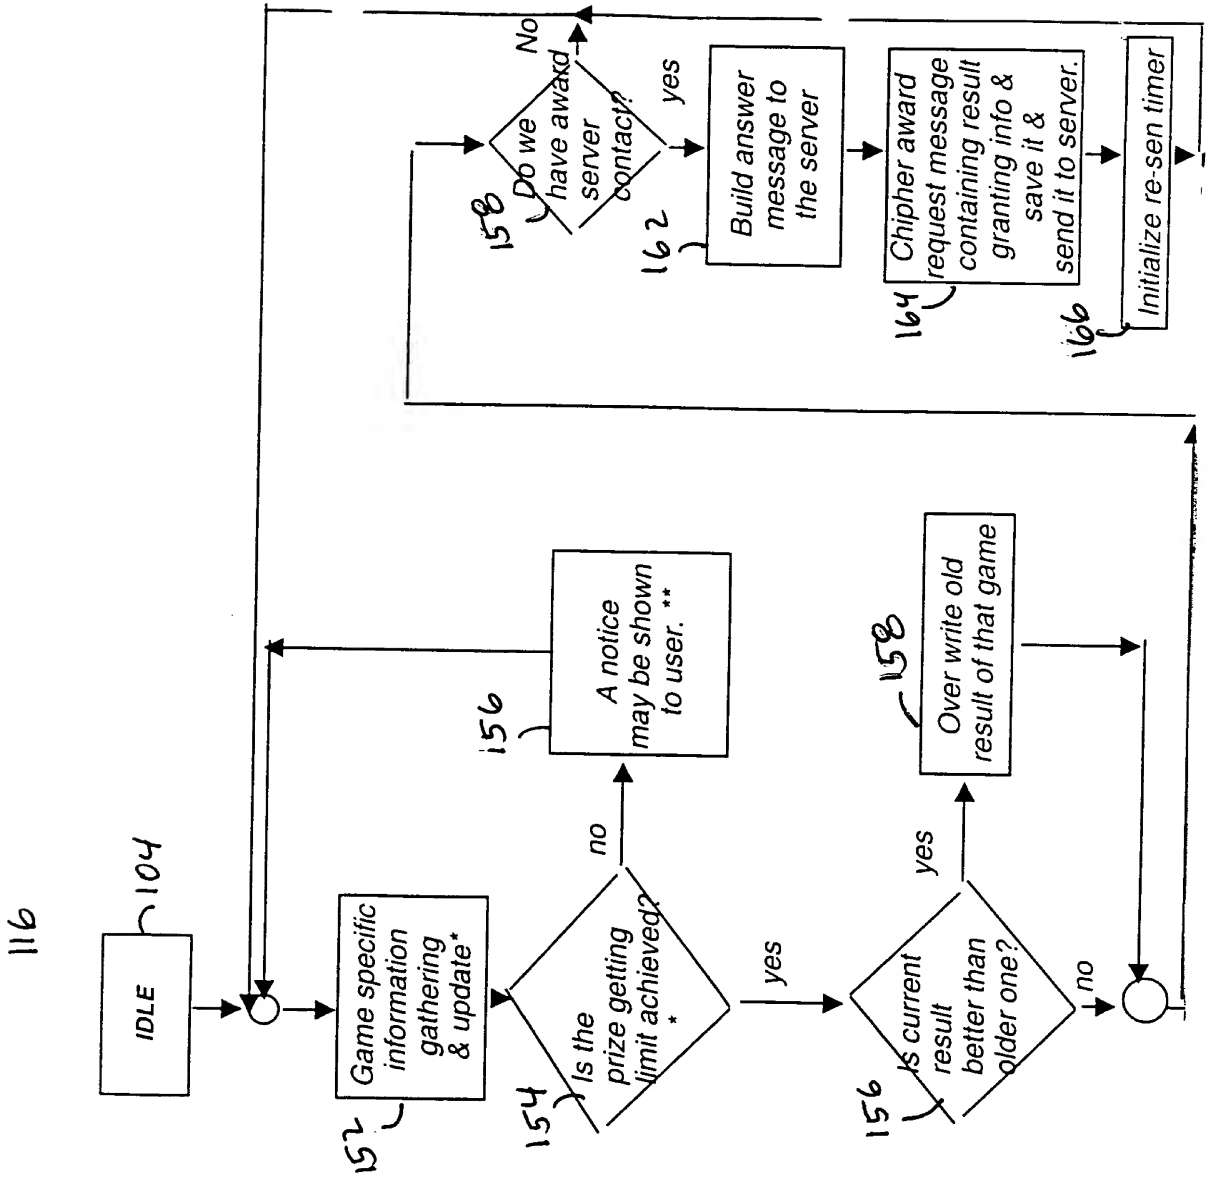 116
IDLE
104
Game specific
information
gathering
& update*
152
Is the
prize getting
limit achieved?
*
154
no
A notice
may be shown
to user. **
156
yes
Is current
result
better than
older one?
156
yes
Over write old
result of that game
158
no
Do we
have award
server
contact?
158
No
yes
Build answer
message to
the server
162
Chipher award
request message
containing result
granting info &
save it &
send it to server.
164
Initialize re-sen timer
166